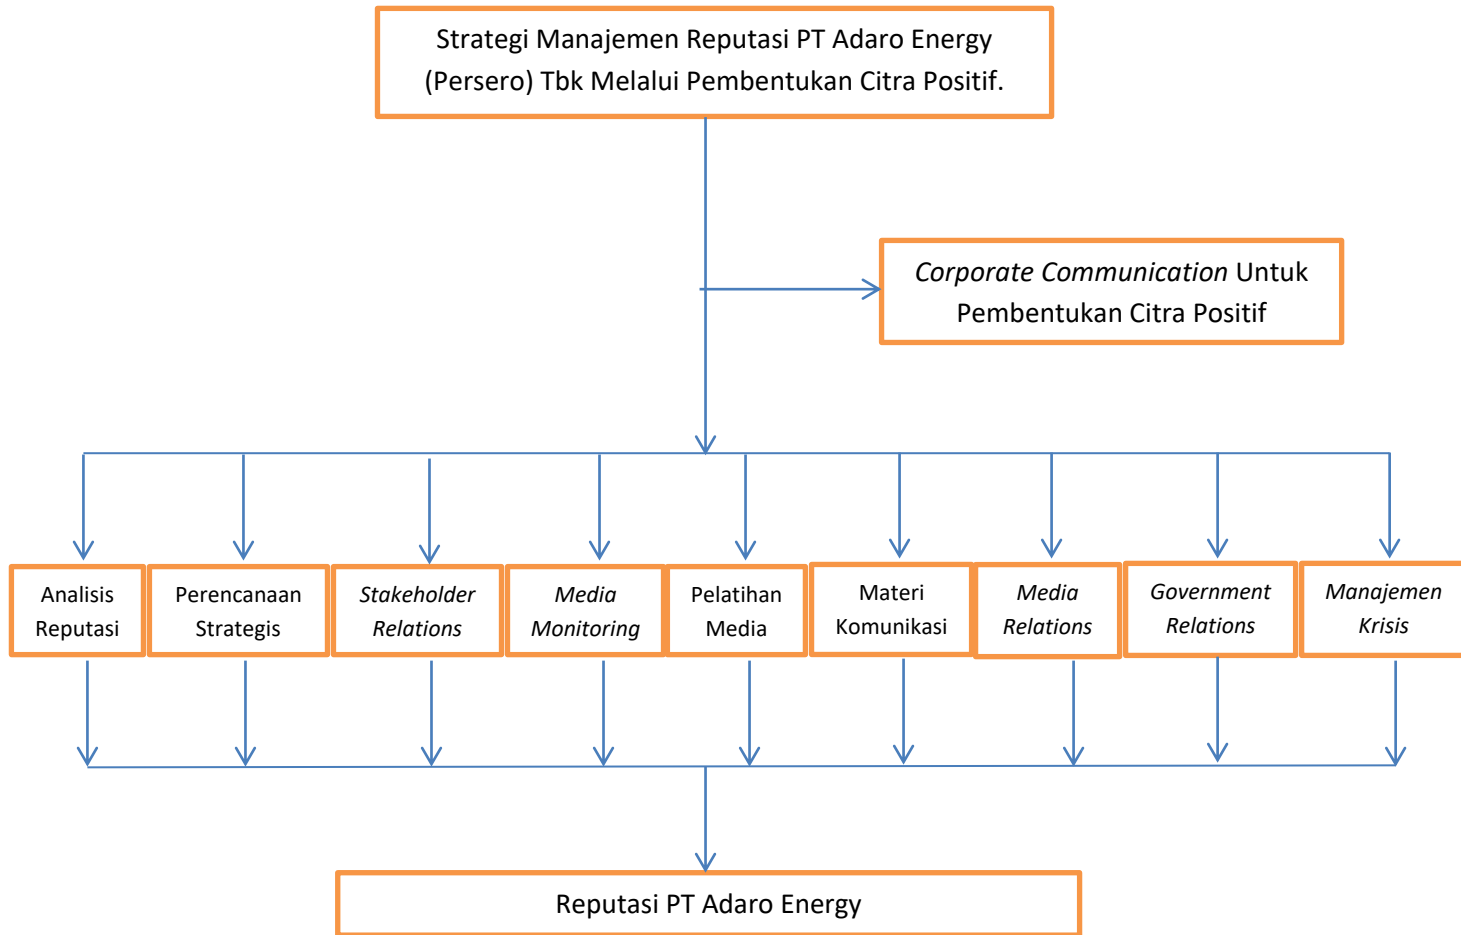 Strategi Manajemen Reputasi PT Adaro Energy
(Persero) Tbk Melalui Pembentukan Citra Positif.
Corporate Communication Untuk
Pembentukan Citra Positif
Analisis
Reputasi
Perencanaan
Strategis
Stakeholder
Relations
Media
Monitoring
Pelatihan
Media
Materi
Komunikasi
Media
Relations
Government
Relations
Manajemen
Krisis
Reputasi PT Adaro Energy